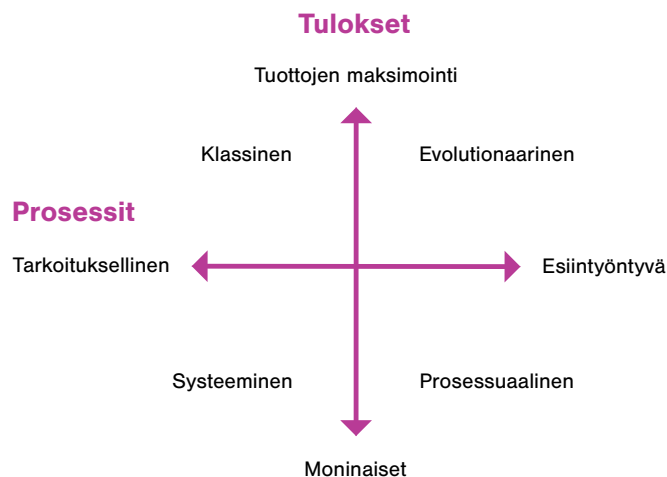 Tulokset
Tuottojen maksimointi
Klassinen
Evolutionaarinen
Prosessit
Tarkoituksellinen
Esiintyöntyvä
Systeeminen
Prosessuaalinen
Moninaiset